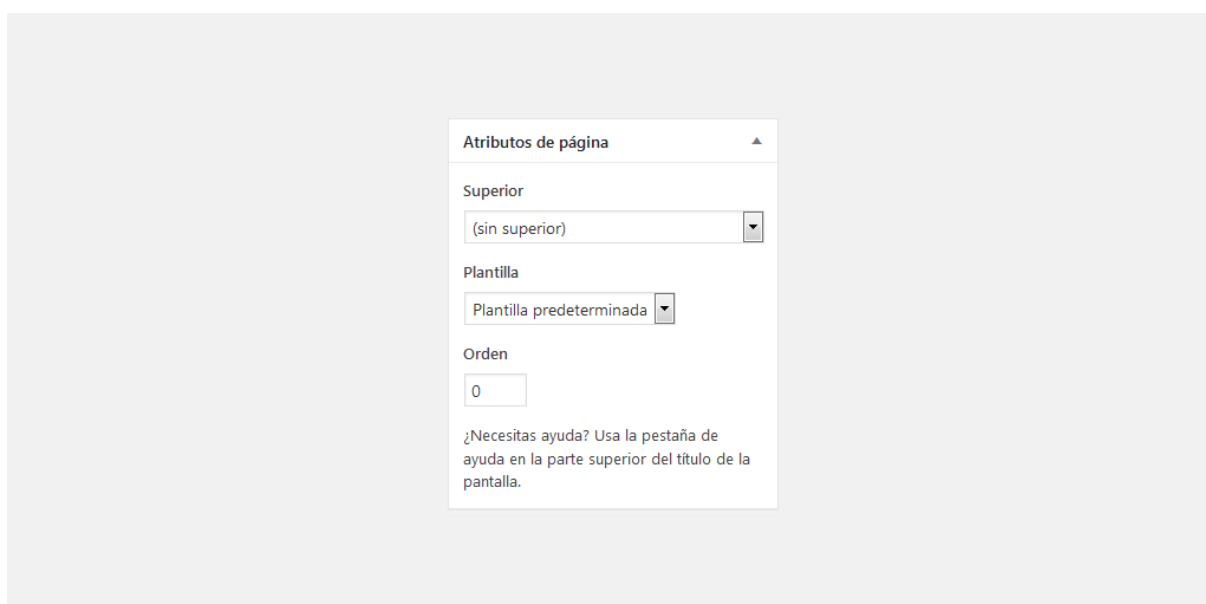 Atributos de página
Superior
(sin superior)
Plantilla
Plantilla predeterminada
Orden
0
¿Necesitas ayuda? Usa la pestaña de
ayuda en la parte superior del título de la
pantalla.